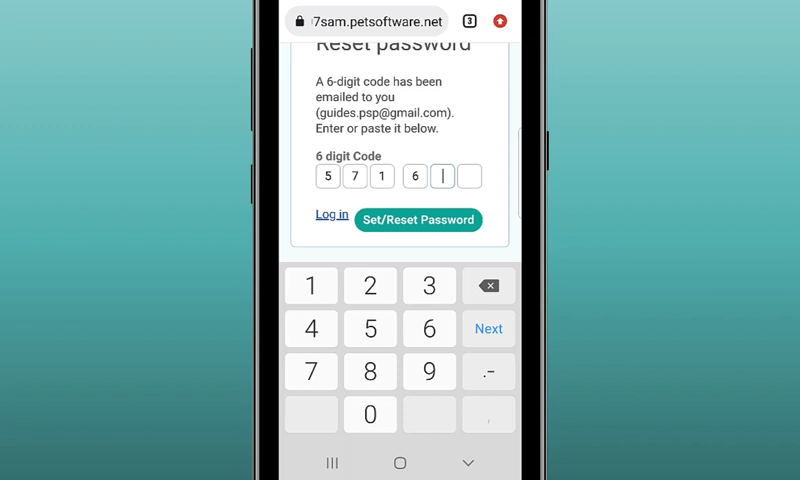 7sam.petsoftware.net
3
Reset password
A 6-digit code has been
emailed to you
(guides.psp@gmail.com).
Enter or paste it below.
6 digit Code
5 7 1 6
Log in
Set/Reset Password
1 2 3
4 5 6 Next
7 8 9 .-
0 ,